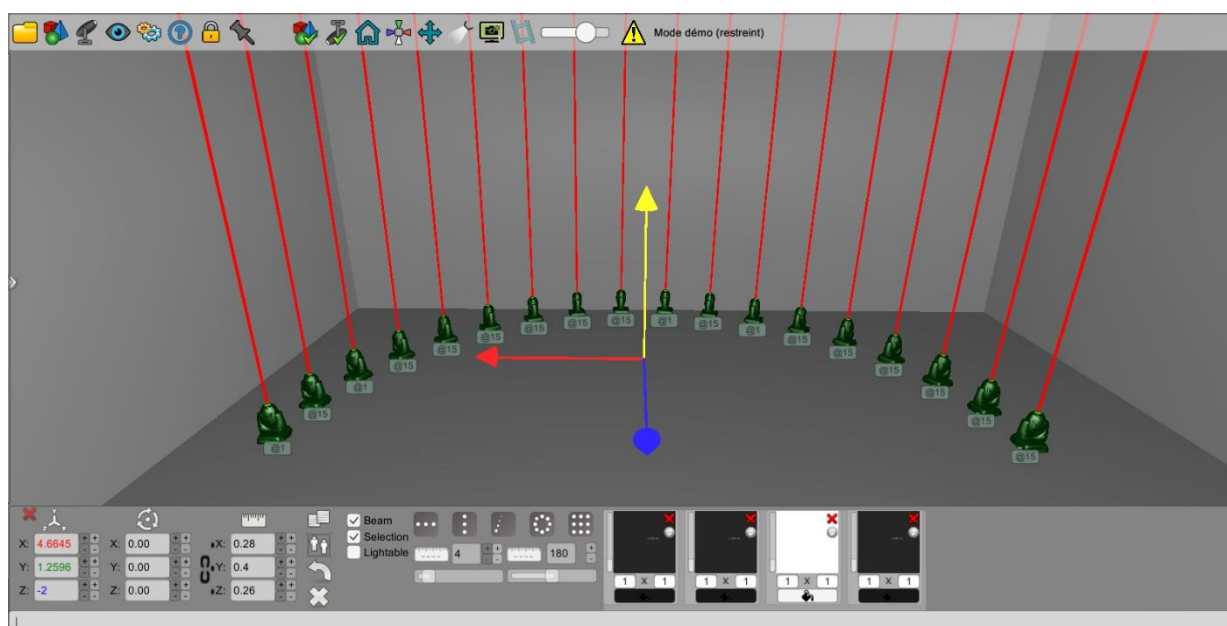 Mode démo (restreint)
@1 @15 @1 @15 @15 @15 @15 @15 @15 @1 @15 @1 @15 @15 @15 @15 @15 @15
Beam
Selection
Lightable
X: 4.6645 X: 0.00 X: 0.28
Y: 1.2596 Y: 0.00 Y: 0.4
Z: -2 Z: 0.00 Z: 0.26
4 180
1 X 1 1 X 1 1 X 1 1 X 1